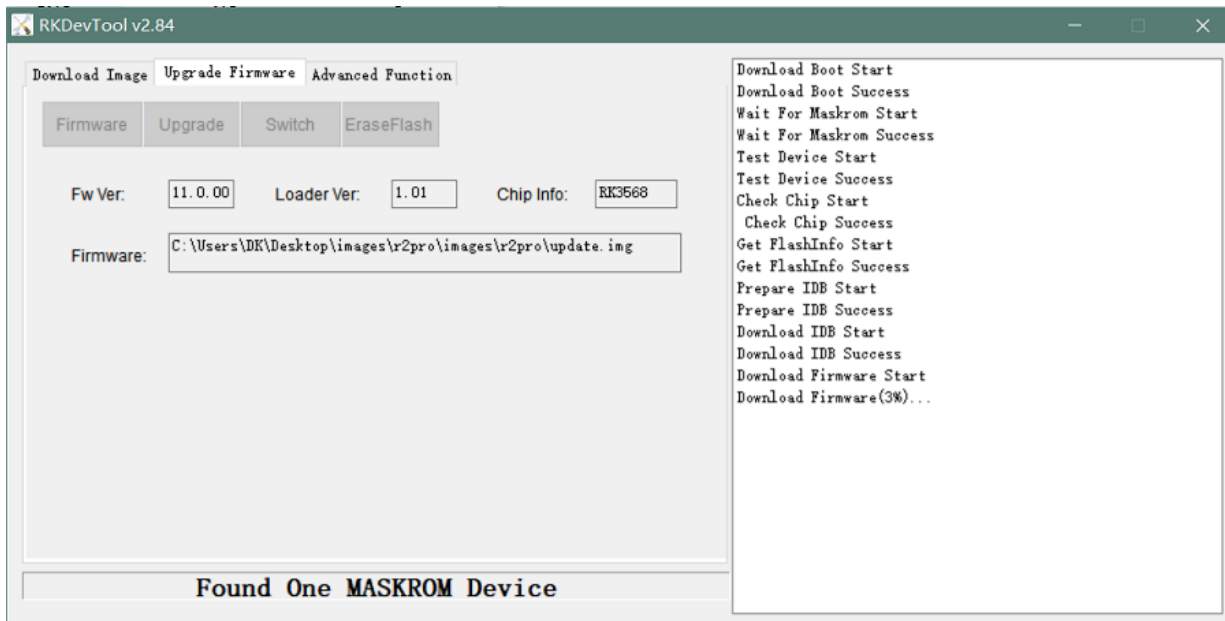 RKDevTool v2.84
Download Image Upgrade Firmware Advanced Function
Firmware Upgrade Switch EraseFlash
Fw Ver: 11.0.00 Loader Ver: 1.01 Chip Info: RK3568
Firmware: C:\Users\DK\Desktop\images\r2pro\images\r2pro\update.img
Found One MASKROM Device
Download Boot Start
Download Boot Success
Wait For Maskrom Start
Wait For Maskrom Success
Test Device Start
Test Device Success
Check Chip Start
Check Chip Success
Get FlashInfo Start
Get FlashInfo Success
Prepare IDB Start
Prepare IDB Success
Download IDB Start
Download IDB Success
Download Firmware Start
Download Firmware(3%)...